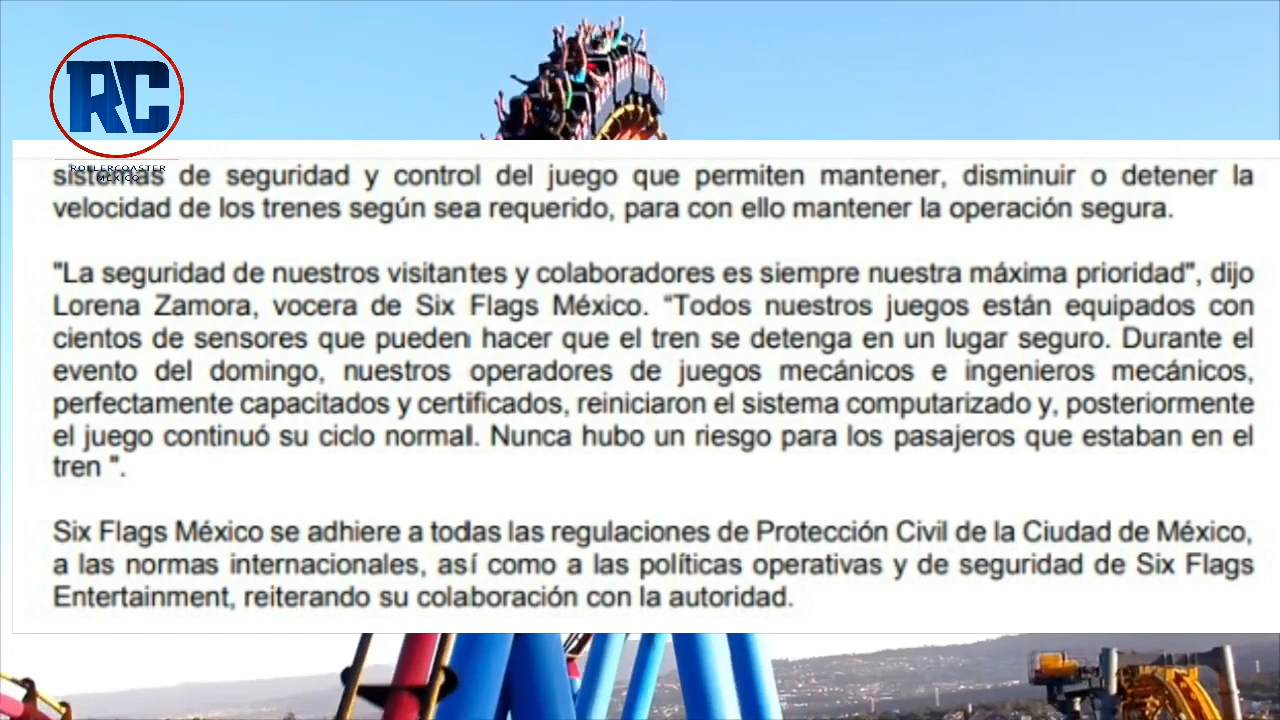 RC
ROLLERCOASTER
MÉXICO
sistemas de seguridad y control del juego que permiten mantener, disminuir o detener la
velocidad de los trenes según sea requerido, para con ello mantener la operación segura.
"La seguridad de nuestros visitantes y colaboradores es siempre nuestra máxima prioridad", dijo
Lorena Zamora, vocera de Six Flags México. “Todos nuestros juegos están equipados con
cientos de sensores que pueden hacer que el tren se detenga en un lugar seguro. Durante el
evento del domingo, nuestros operadores de juegos mecánicos e ingenieros mecánicos,
perfectamente capacitados y certificados, reiniciaron el sistema computarizado y, posteriormente
el juego continuó su ciclo normal. Nunca hubo un riesgo para los pasajeros que estaban en el
tren ".
Six Flags México se adhiere a todas las regulaciones de Protección Civil de la Ciudad de México,
a las normas internacionales, así como a las políticas operativas y de seguridad de Six Flags
Entertainment, reiterando su colaboración con la autoridad.